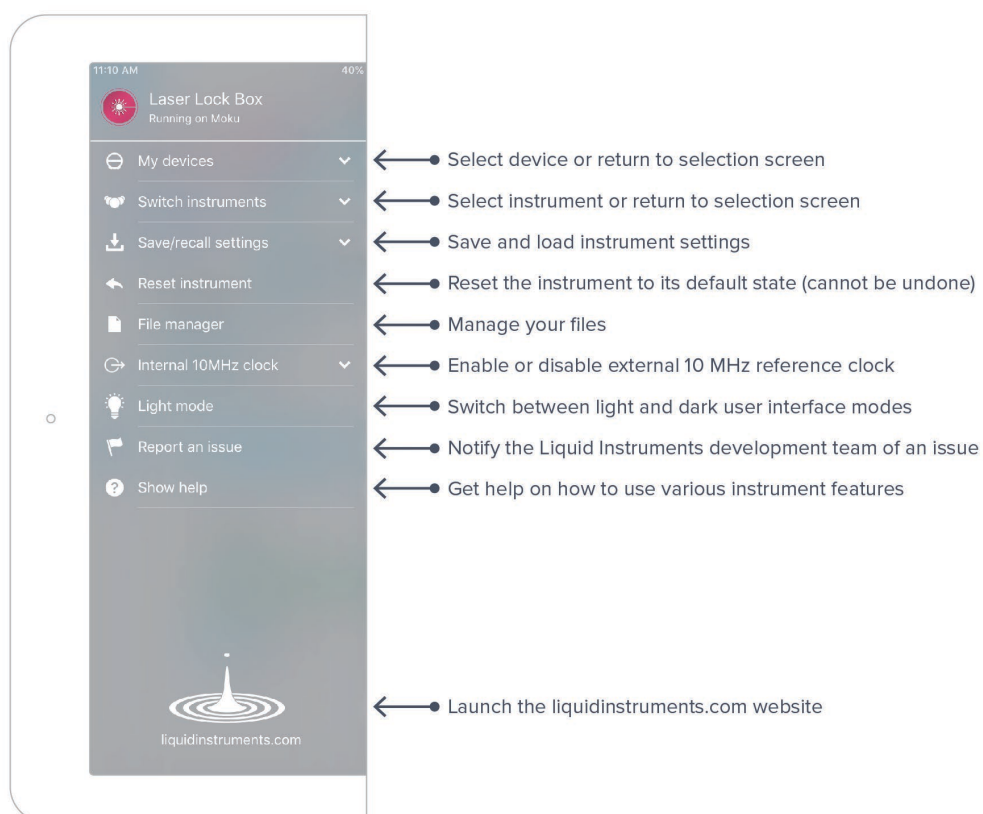 11:10 AM 40%
Laser Lock Box
Running on Moku
My devices Select device or return to selection screen
Switch instruments Select instrument or return to selection screen
Save/recall settings Save and load instrument settings
Reset instrument Reset the instrument to its default state (cannot be undone)
File manager Manage your files
Internal 10MHz clock Enable or disable external 10 MHz reference clock
Light mode Switch between light and dark user interface modes
Report an issue Notify the Liquid Instruments development team of an issue
? Show help Get help on how to use various instrument features
Launch the liquidinstruments.com website
liquidinstruments.com